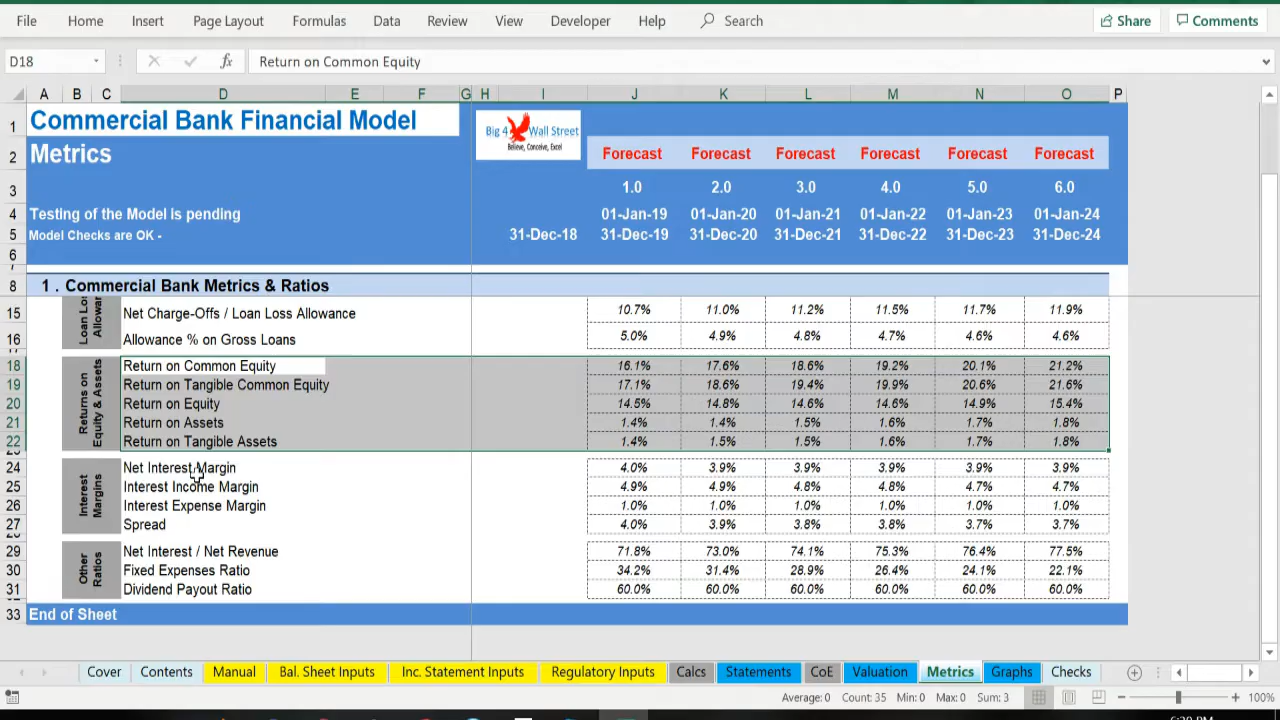 File Home Insert Page Layout Formulas Data Review View Developer Help Search Share Comments
D18 fx Return on Common Equity
A B C D E F G H I J K L M N O P
1 Commercial Bank Financial Model Big 4 Wall Street
Believe, Conceive, Excel
2 Metrics Forecast Forecast Forecast Forecast Forecast Forecast
3 1.0 2.0 3.0 4.0 5.0 6.0
4 Testing of the Model is pending 01-Jan-19 01-Jan-20 01-Jan-21 01-Jan-22 01-Jan-23 01-Jan-24
5 Model Checks are OK - 31-Dec-18 31-Dec-19 31-Dec-20 31-Dec-21 31-Dec-22 31-Dec-23 31-Dec-24
6
8 1 . Commercial Bank Metrics & Ratios
Allowan
15 Net Charge-Offs / Loan Loss Allowance 10.7% 11.0% 11.2% 11.5% 11.7% 11.9%
16 Allowance % on Gross Loans 5.0% 4.9% 4.8% 4.7% 4.6% 4.6%
Returns on
Equity & Assets
18 Return on Common Equity 16.1% 17.6% 18.6% 19.2% 20.1% 21.2%
19 Return on Tangible Common Equity 17.1% 18.6% 19.4% 19.9% 20.6% 21.6%
20 Return on Equity 14.5% 14.8% 14.6% 14.6% 14.9% 15.4%
21 Return on Assets 1.4% 1.4% 1.5% 1.6% 1.7% 1.8%
22 Return on Tangible Assets 1.4% 1.5% 1.5% 1.6% 1.7% 1.8%
Interest
Margins
24 Net Interest Margin 4.0% 3.9% 3.9% 3.9% 3.9% 3.9%
25 Interest Income Margin 4.9% 4.9% 4.8% 4.8% 4.7% 4.7%
26 Interest Expense Margin 1.0% 1.0% 1.0% 1.0% 1.0% 1.0%
27 Spread 4.0% 3.9% 3.8% 3.8% 3.7% 3.7%
Other
Ratios
29 Net Interest / Net Revenue 71.8% 73.0% 74.1% 75.3% 76.4% 77.5%
30 Fixed Expenses Ratio 34.2% 31.4% 28.9% 26.4% 24.1% 22.1%
31 Dividend Payout Ratio 60.0% 60.0% 60.0% 60.0% 60.0% 60.0%
33 End of Sheet
Cover Contents Manual Bal. Sheet Inputs Inc. Statement Inputs Regulatory Inputs Calcs Statements CoE Valuation Metrics Graphs Checks
Average: 0 Count: 35 Min: 0 Max: 0 Sum: 3 100%